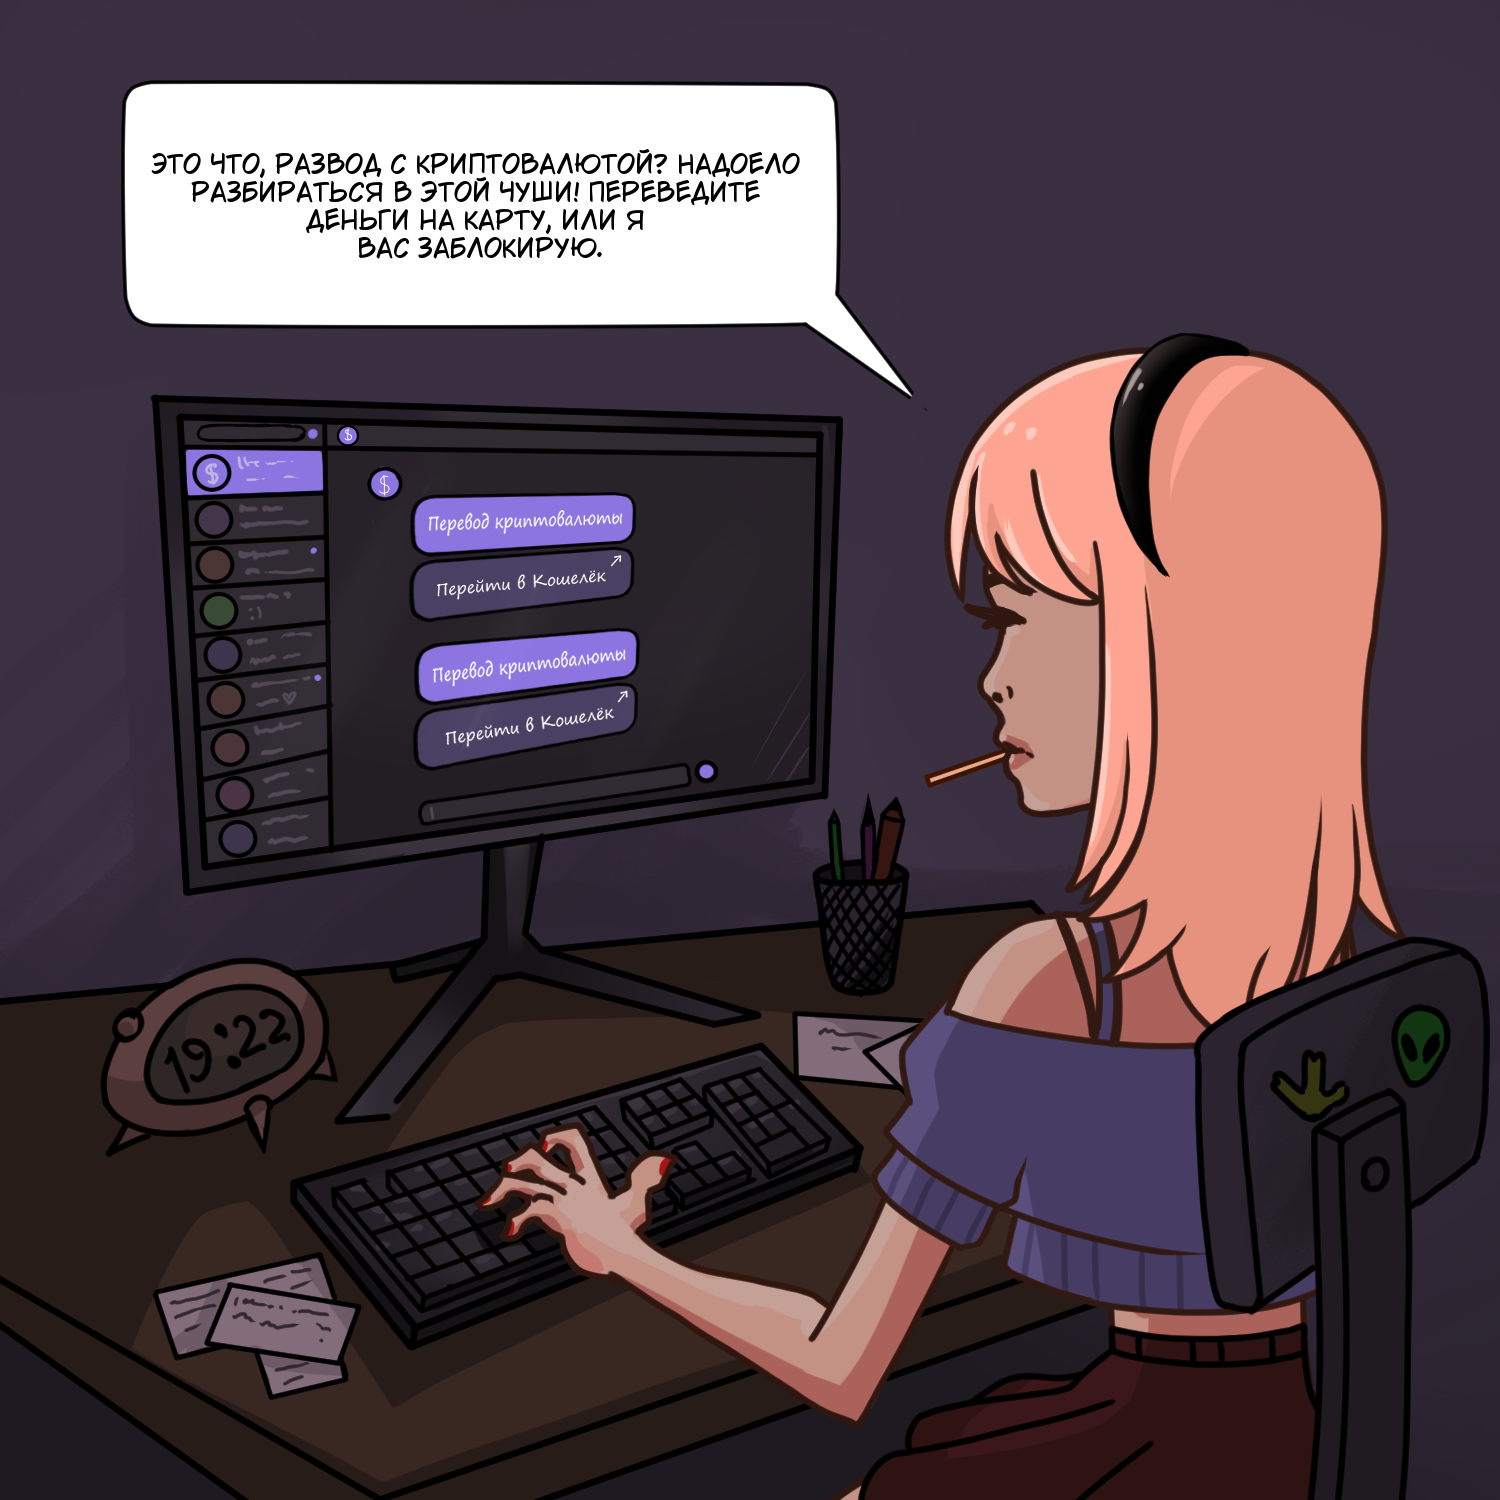 ЭТО ЧТО, РАЗВОД С КРИПТОВАЛЮТОЙ? НАДОЕЛО
РАЗБИРАТЬСЯ В ЭТОЙ ЧУШИ! ПЕРЕВЕДИТЕ
ДЕНЬГИ НА КАРТУ, ИЛИ Я
ВАС ЗАБЛОКИРУЮ.
$
$
$
Перевод криптовалюты
Перейти в Кошелёк
Перевод криптовалюты
Перейти в Кошелёк
:)
19:22